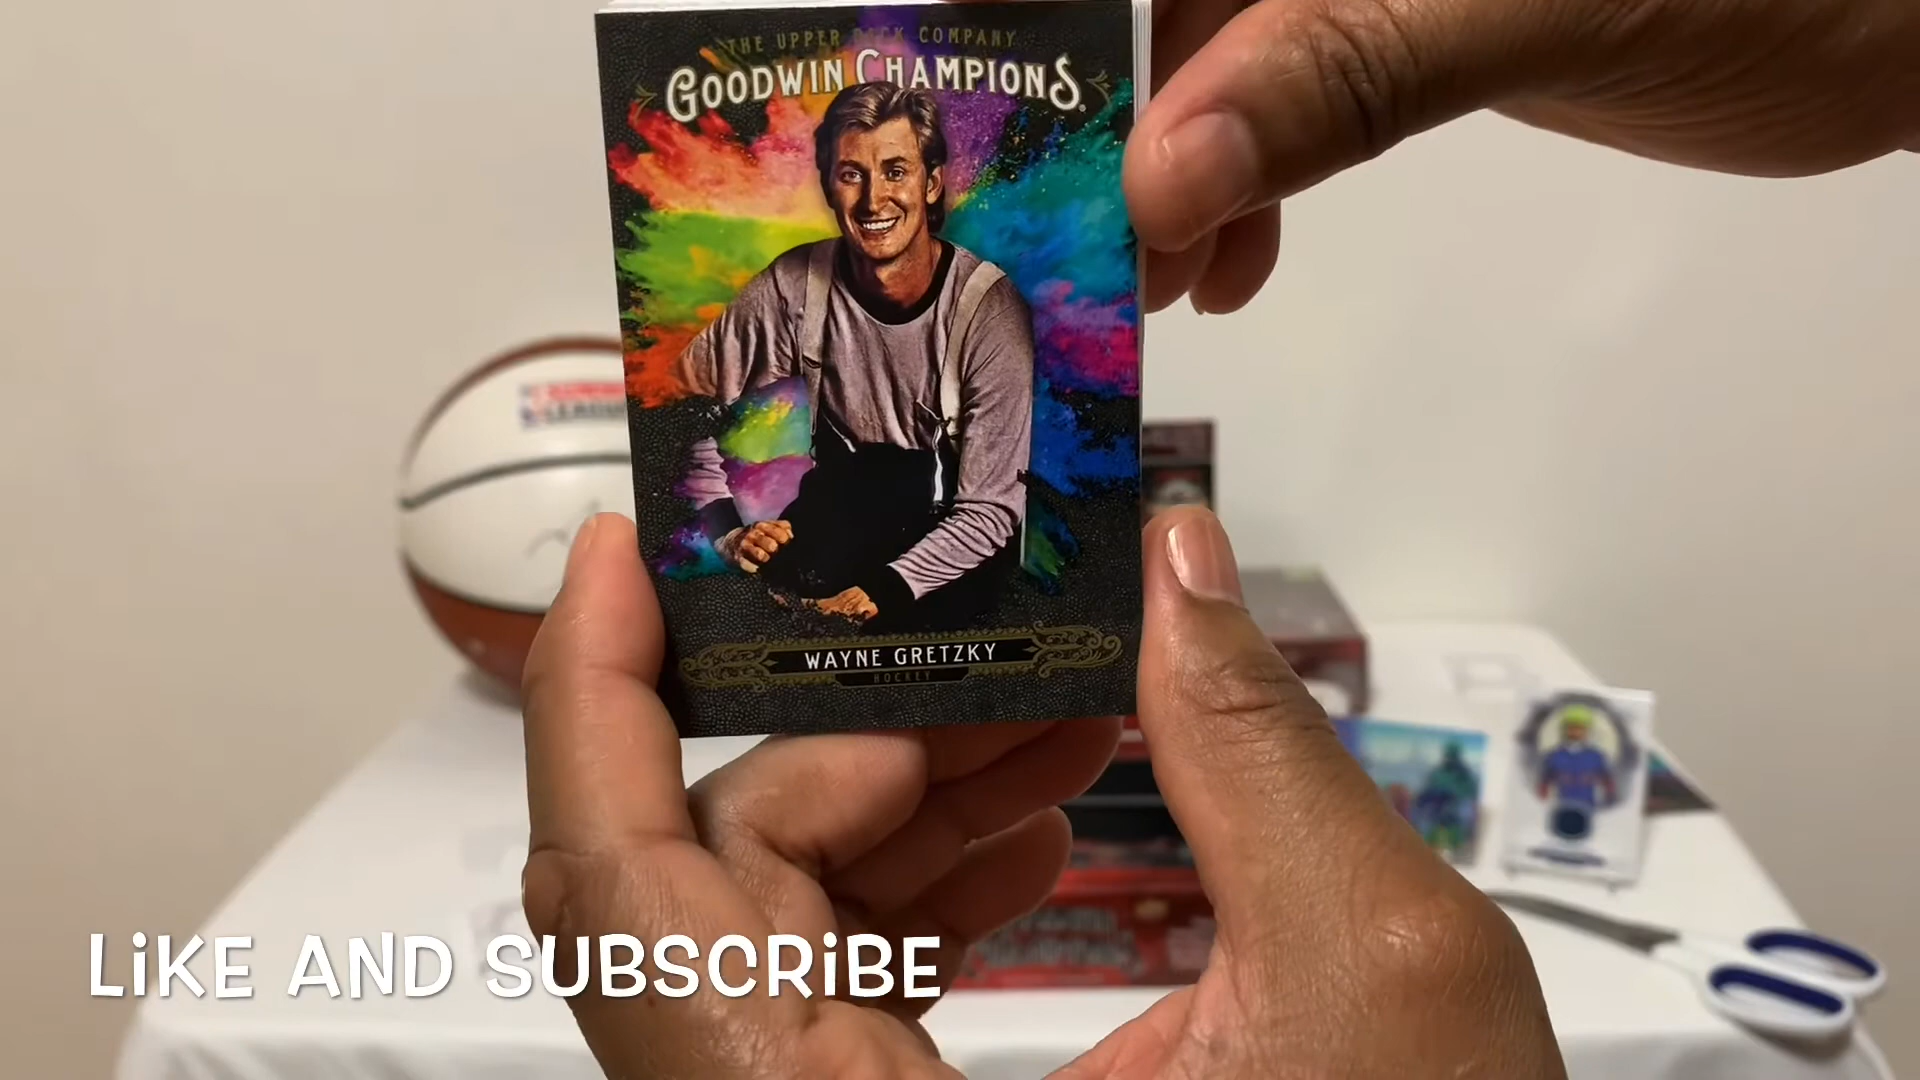 THE UPPER DECK COMPANY
GOODWIN CHAMPIONS
WAYNE GRETZKY
HOCKEY
LiKE AND SUBSCRiBE